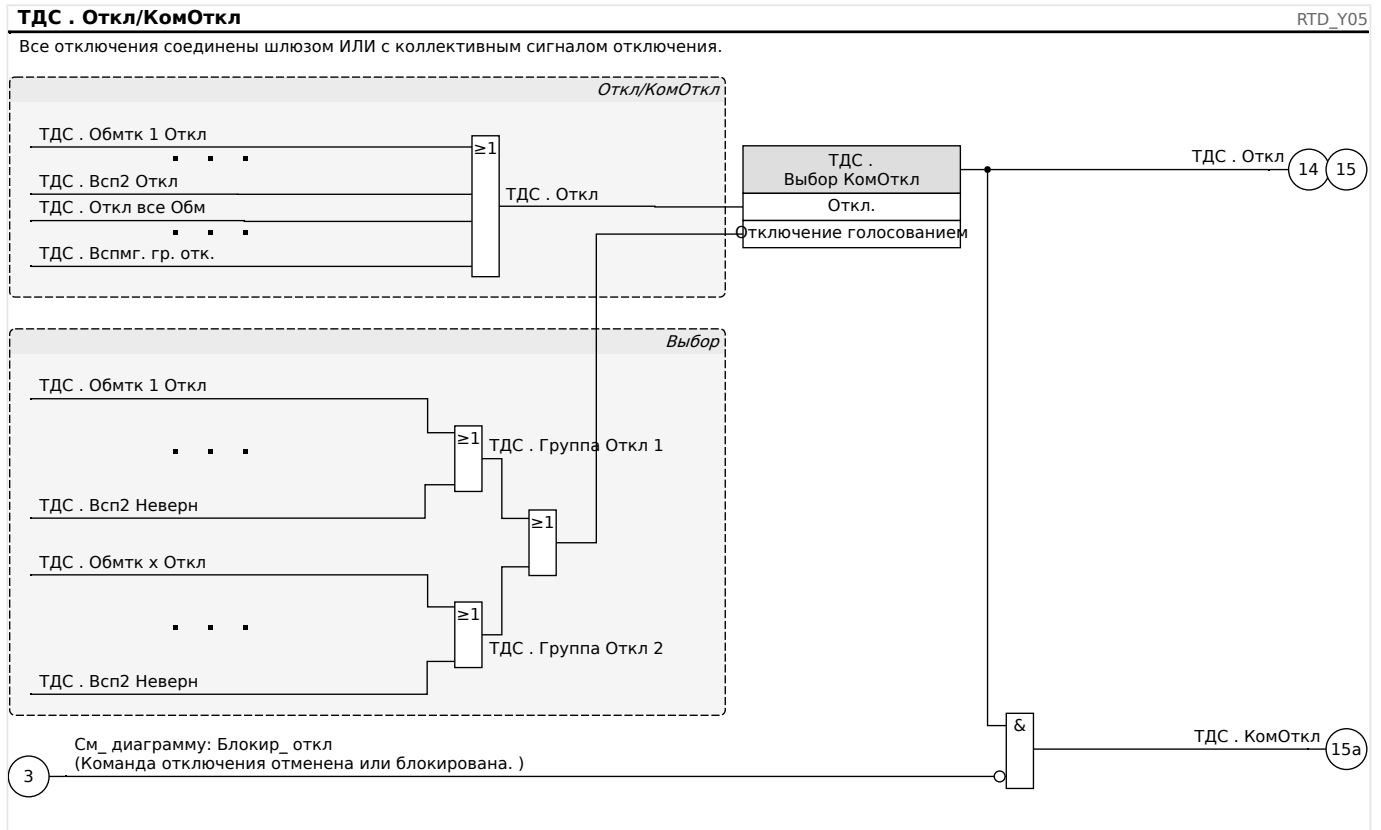 ТДС . Откл/КомОткл
RTD_Y05
Все отключения соединены шлюзом ИЛИ с коллективным сигналом отключения.
Откл/КомОткл
ТДС . Обмтк 1 Откл
≥1
ТДС . Всп2 Откл
ТДС . Откл
ТДС . Откл все Обм
ТДС . Вспмг. гр. отк.
ТДС .
Выбор КомОткл
Откл.
Отключение голосованием
ТДС . Откл
14
15
Выбор
ТДС . Обмтк 1 Откл
≥1
ТДС . Группа Откл 1
ТДС . Всп2 Неверн
≥1
ТДС . Обмтк x Откл
≥1
ТДС . Группа Откл 2
ТДС . Всп2 Неверн
&
ТДС . КомОткл
15a
См_ диаграмму: Блокир_ откл
(Команда отключения отменена или блокирована. )
3